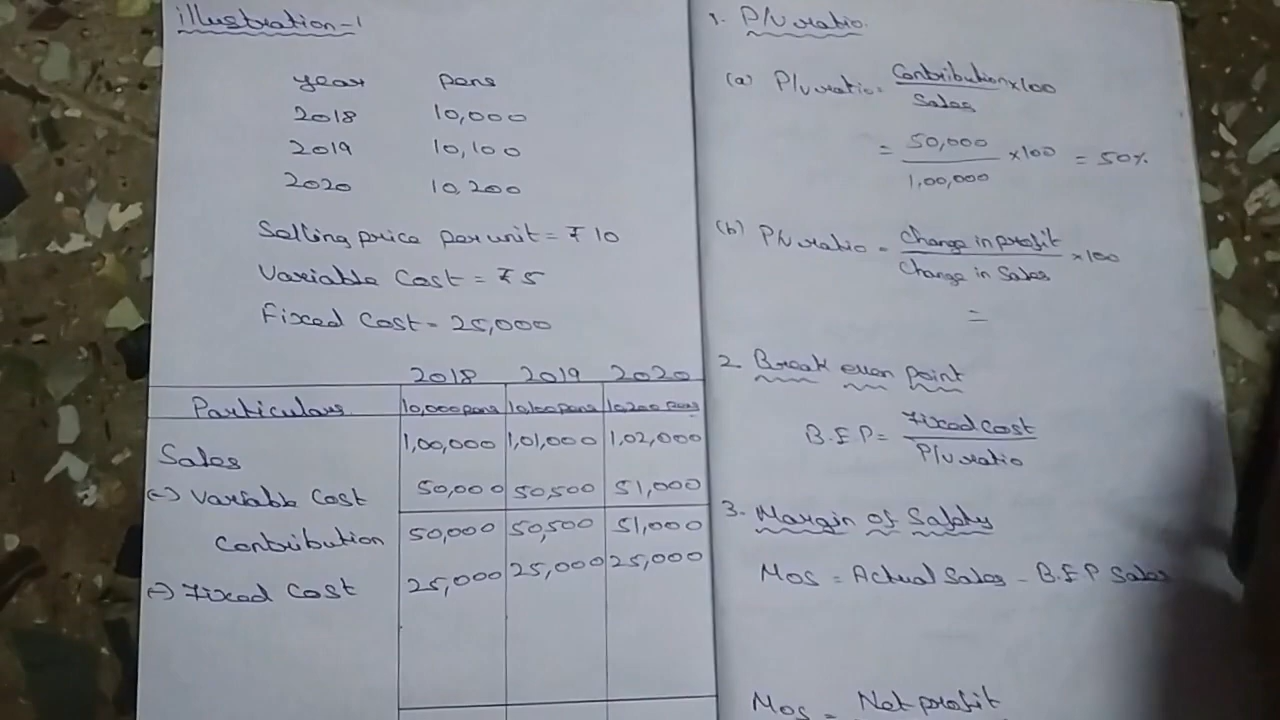 illustration-1
year pens
2018 10,000
2019 10,100
2020 10,200
Selling price per unit = ₹ 10
Variable Cost = ₹ 5
Fixed Cost = 25,000
2018 2019 2020
Particulars 10,000 pens 10,100 pens 10,200 pens
Sales 1,00,000 1,01,000 1,02,000
(-) Variable Cost 50,000 50,500 51,000
Contribution 50,000 50,500 51,000
(-) Fixed Cost 25,000 25,000 25,000
1. P/V ratio.
(a) P/V ratio = Contribution x100
Sales
= 50,000 x100 = 50%
1,00,000
(b) P/V ratio = Change in profit x100
Change in Sales
=
2. Break even point
B.E.P = Fixed Cost
P/V ratio
3. Margin of Safety
MOS = Actual Sales - B.E.P Sales
MOS = Net profit